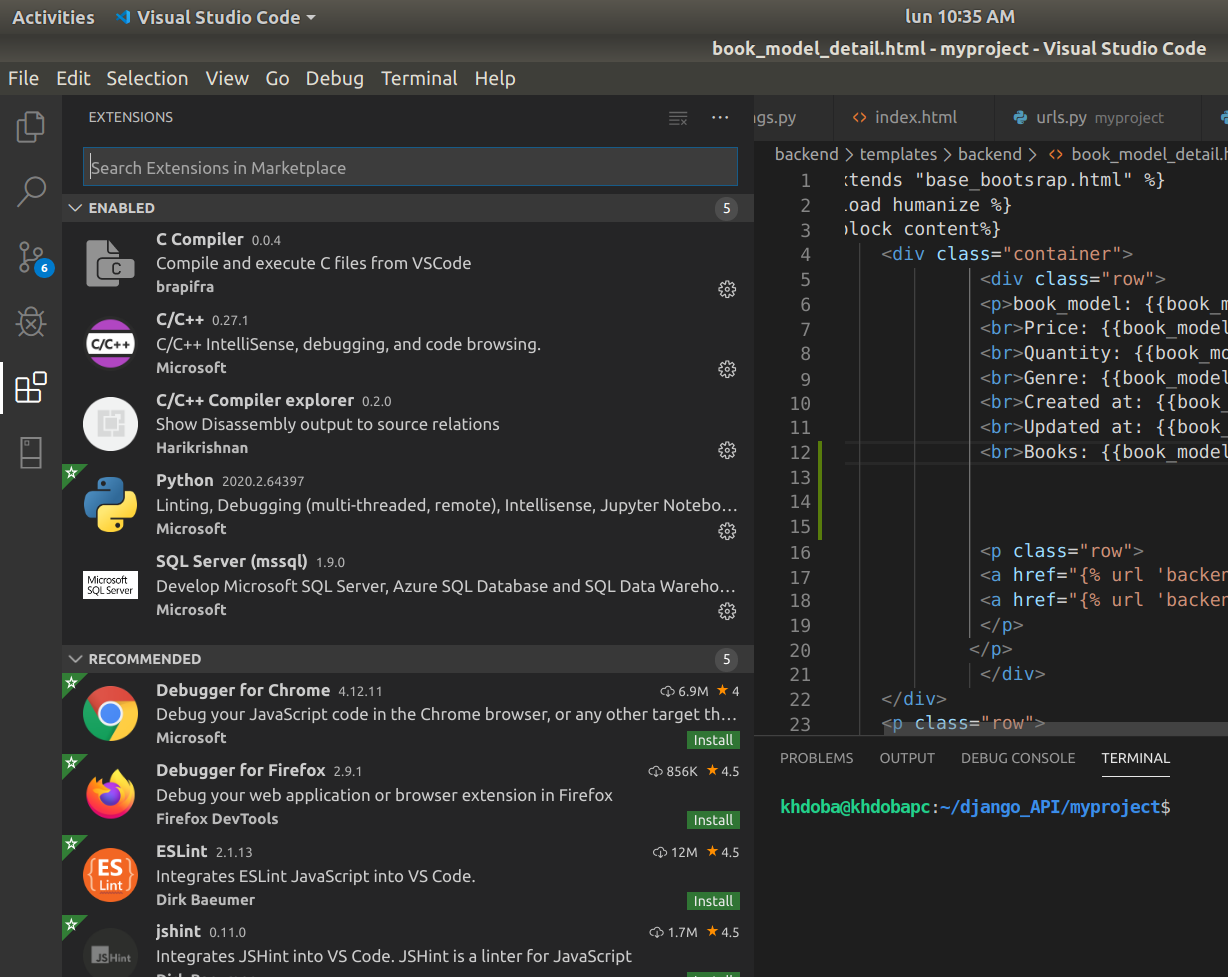 Activities Visual Studio Code lun 10:35 AM
book_model_detail.html - myproject - Visual Studio Code
File Edit Selection View Go Debug Terminal Help
EXTENSIONS
Search Extensions in Marketplace
6
ENABLED 5
C Compiler 0.0.4
Compile and execute C files from VSCode
brapifra
C/C++
C/C++ 0.27.1
C/C++ IntelliSense, debugging, and code browsing.
Microsoft
C/C++ Compiler explorer 0.2.0
Show Disassembly output to source relations
Harikrishnan
Python 2020.2.64397
Linting, Debugging (multi-threaded, remote), Intellisense, Jupyter Notebo…
Microsoft
Microsoft
SQL Server
SQL Server (mssql) 1.9.0
Develop Microsoft SQL Server, Azure SQL Database and SQL Data Wareho…
Microsoft
RECOMMENDED 5
Debugger for Chrome 4.12.11 6.9M 4
Debug your JavaScript code in the Chrome browser, or any other target th…
Microsoft Install
Debugger for Firefox 2.9.1 856K 4.5
Debug your web application or browser extension in Firefox
Firefox DevTools Install
ES
Lint
ESLint 2.1.13 12M 4.5
Integrates ESLint JavaScript into VS Code.
Dirk Baeumer Install
JSHint
jshint 0.11.0 1.7M 4.5
Integrates JSHint into VS Code. JSHint is a linter for JavaScript
gs.py index.html urls.py myproject
backend > templates > backend > book_model_detail.h
1 tends "base_bootsrap.html" %}
2 oad humanize %}
3 lock content%}
4 <div class="container">
5 <div class="row">
6 <p>book_model: {{book_m
7 <br>Price: {{book_model
8 <br>Quantity: {{book_mo
9 <br>Genre: {{book_model
10 <br>Created at: {{book_
11 <br>Updated at: {{book_
12 <br>Books: {{book_model
13
14
15
16 <p class="row">
17 <a href="{% url 'backen
18 <a href="{% url 'backen
19 </p>
20 </p>
21 </div>
22 </div>
23 <p class="row">
PROBLEMS OUTPUT DEBUG CONSOLE TERMINAL
khdoba@khdobapc:~/django_API/myproject$